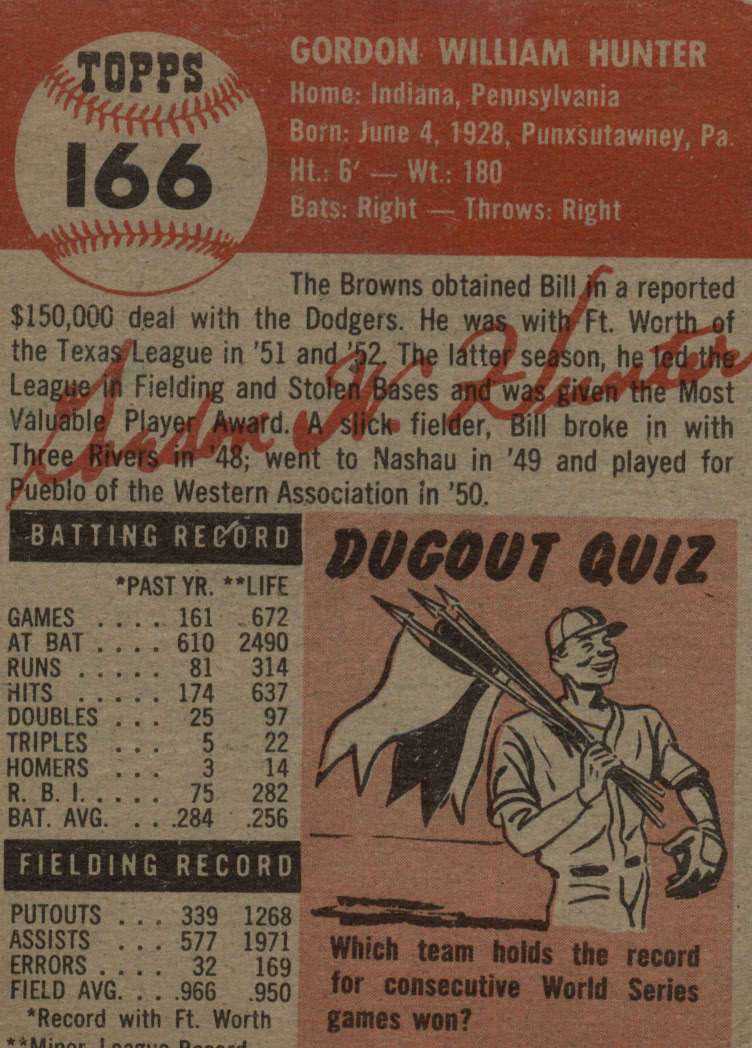 TOPPS
166
GORDON WILLIAM HUNTER
Home: Indiana, Pennsylvania
Born: June 4, 1928, Punxsutawney, Pa.
Ht.: 6′ — Wt.: 180
Bats: Right — Throws: Right
The Browns obtained Bill in a reported
$150,000 deal with the Dodgers. He was with Ft. Worth of
the Texas League in '51 and '52. The latter season, he led the
League in Fielding and Stolen Bases and was given the Most
Valuable Player Award. A slick fielder, Bill broke in with
Three Rivers in '48; went to Nashau in '49 and played for
Pueblo of the Western Association in '50.
Gordon W. Hunter
BATTING RECORD
*PAST YR. **LIFE
GAMES .... 161 672
AT BAT .... 610 2490
RUNS ..... 81 314
HITS ..... 174 637
DOUBLES ... 25 97
TRIPLES ... 5 22
HOMERS ... 3 14
R. B. I. .... 75 282
BAT. AVG. ... .284 .256
FIELDING RECORD
PUTOUTS ... 339 1268
ASSISTS ... 577 1971
ERRORS .... 32 169
FIELD AVG. ... .966 .950
*Record with Ft. Worth
**Minor League Record
DUGOUT QUIZ
Which team holds the record
for consecutive World Series
games won?